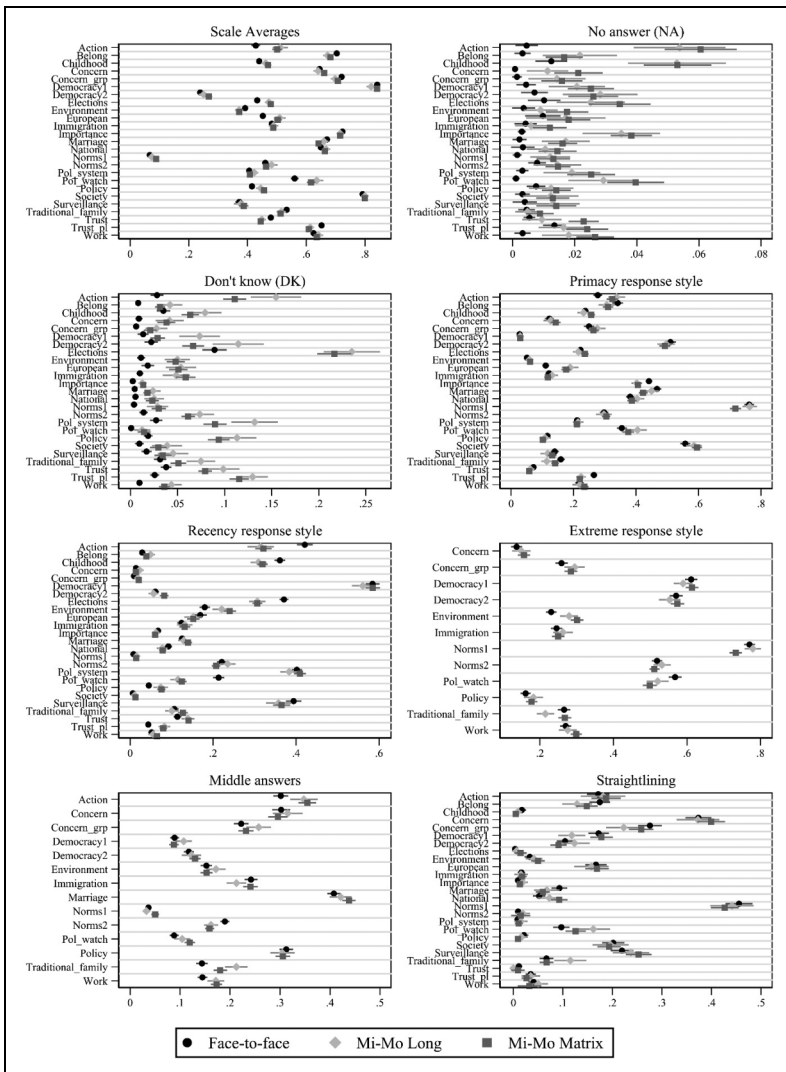 Scale Averages
Action
Belong
Childhood
Concern
Concern_grp
Democracy1
Democracy2
Elections
Environment
European
Immigration
Importance
Marriage
National
Norms1
Norms2
Pol_system
Pol_watch
Policy
Society
Surveillance
Traditional_family
Trust
Trust_pl
Work
0 .2 .4 .6 .8
No answer (NA)
Action
Belong
Childhood
Concern
Concern_grp
Democracy1
Democracy2
Elections
Environment
European
Immigration
Importance
Marriage
National
Norms1
Norms2
Pol_system
Pol_watch
Policy
Society
Surveillance
Traditional_family
Trust
Trust_pl
Work
0 .02 .04 .06 .08
Don't know (DK)
Action
Belong
Childhood
Concern
Concern_grp
Democracy1
Democracy2
Elections
Environment
European
Immigration
Importance
Marriage
National
Norms1
Norms2
Pol_system
Pol_watch
Policy
Society
Surveillance
Traditional_family
Trust
Trust_pl
Work
0 .05 .1 .15 .2 .25
Primacy response style
Action
Belong
Childhood
Concern
Concern_grp
Democracy1
Democracy2
Elections
Environment
European
Immigration
Importance
Marriage
National
Norms1
Norms2
Pol_system
Pol_watch
Policy
Society
Surveillance
Traditional_family
Trust
Trust_pl
Work
0 .2 .4 .6 .8
Recency response style
Action
Belong
Childhood
Concern
Concern_grp
Democracy1
Democracy2
Elections
Environment
European
Immigration
Importance
Marriage
National
Norms1
Norms2
Pol_system
Pol_watch
Policy
Society
Surveillance
Traditional_family
Trust
Trust_pl
Work
0 .2 .4 .6
Extreme response style
Concern
Concern_grp
Democracy1
Democracy2
Environment
Immigration
Norms1
Norms2
Pol_watch
Policy
Traditional_family
Work
.2 .4 .6 .8
Middle answers
Action
Concern
Concern_grp
Democracy1
Democracy2
Environment
Immigration
Marriage
Norms1
Norms2
Pol_watch
Policy
Traditional_family
Work
0 .1 .2 .3 .4 .5
Straightlining
Action
Belong
Childhood
Concern
Concern_grp
Democracy1
Democracy2
Elections
Environment
European
Immigration
Importance
Marriage
National
Norms1
Norms2
Pol_system
Pol_watch
Policy
Society
Surveillance
Traditional_family
Trust
Trust_pl
Work
0 .1 .2 .3 .4 .5
Face-to-face Mi-Mo Long Mi-Mo Matrix